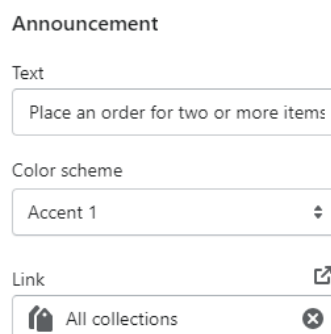 Announcement
Text
Place an order for two or more items
Color scheme
Accent 1
Link
All collections